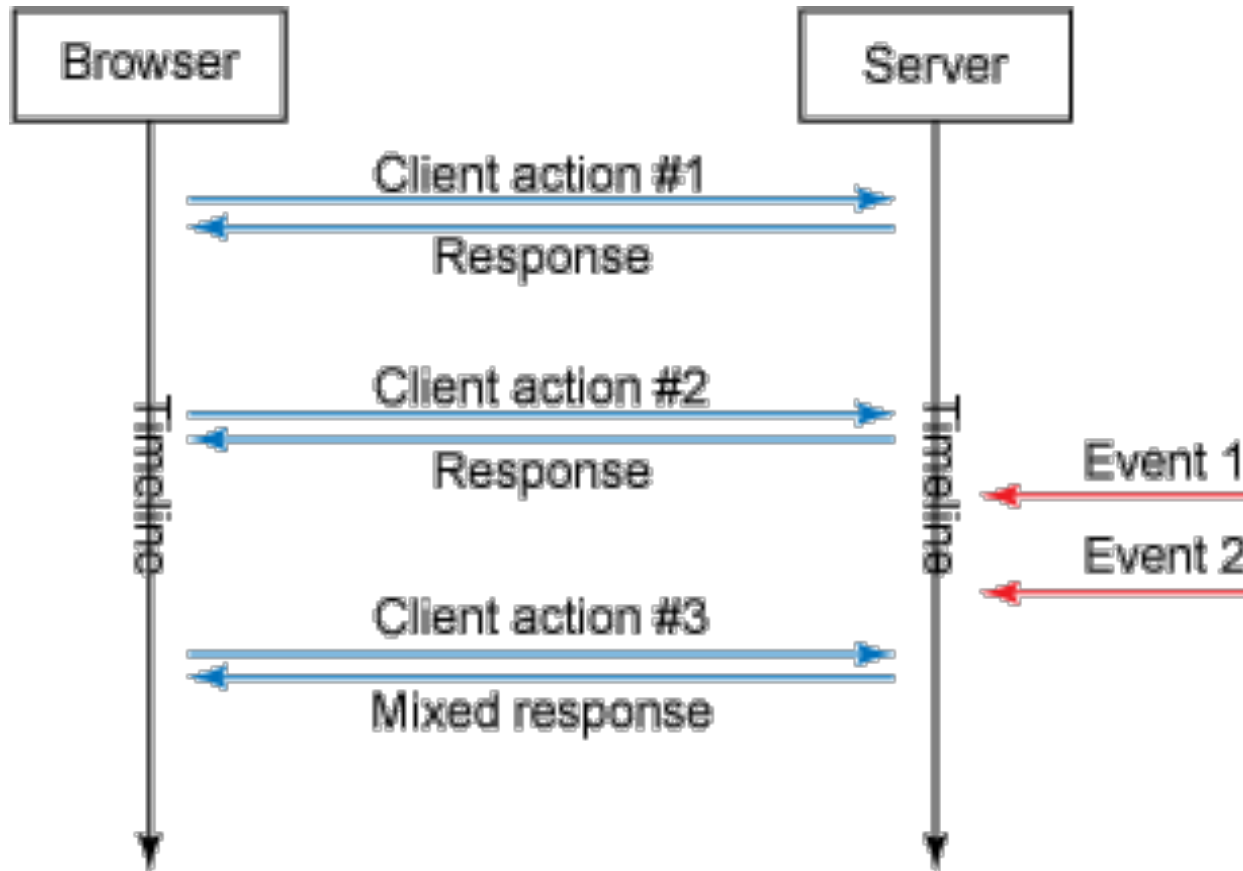 Browser
Server
Client action #1
Response
Client action #2
Response
Timeline
Timeline
Event 1
Event 2
Client action #3
Mixed response